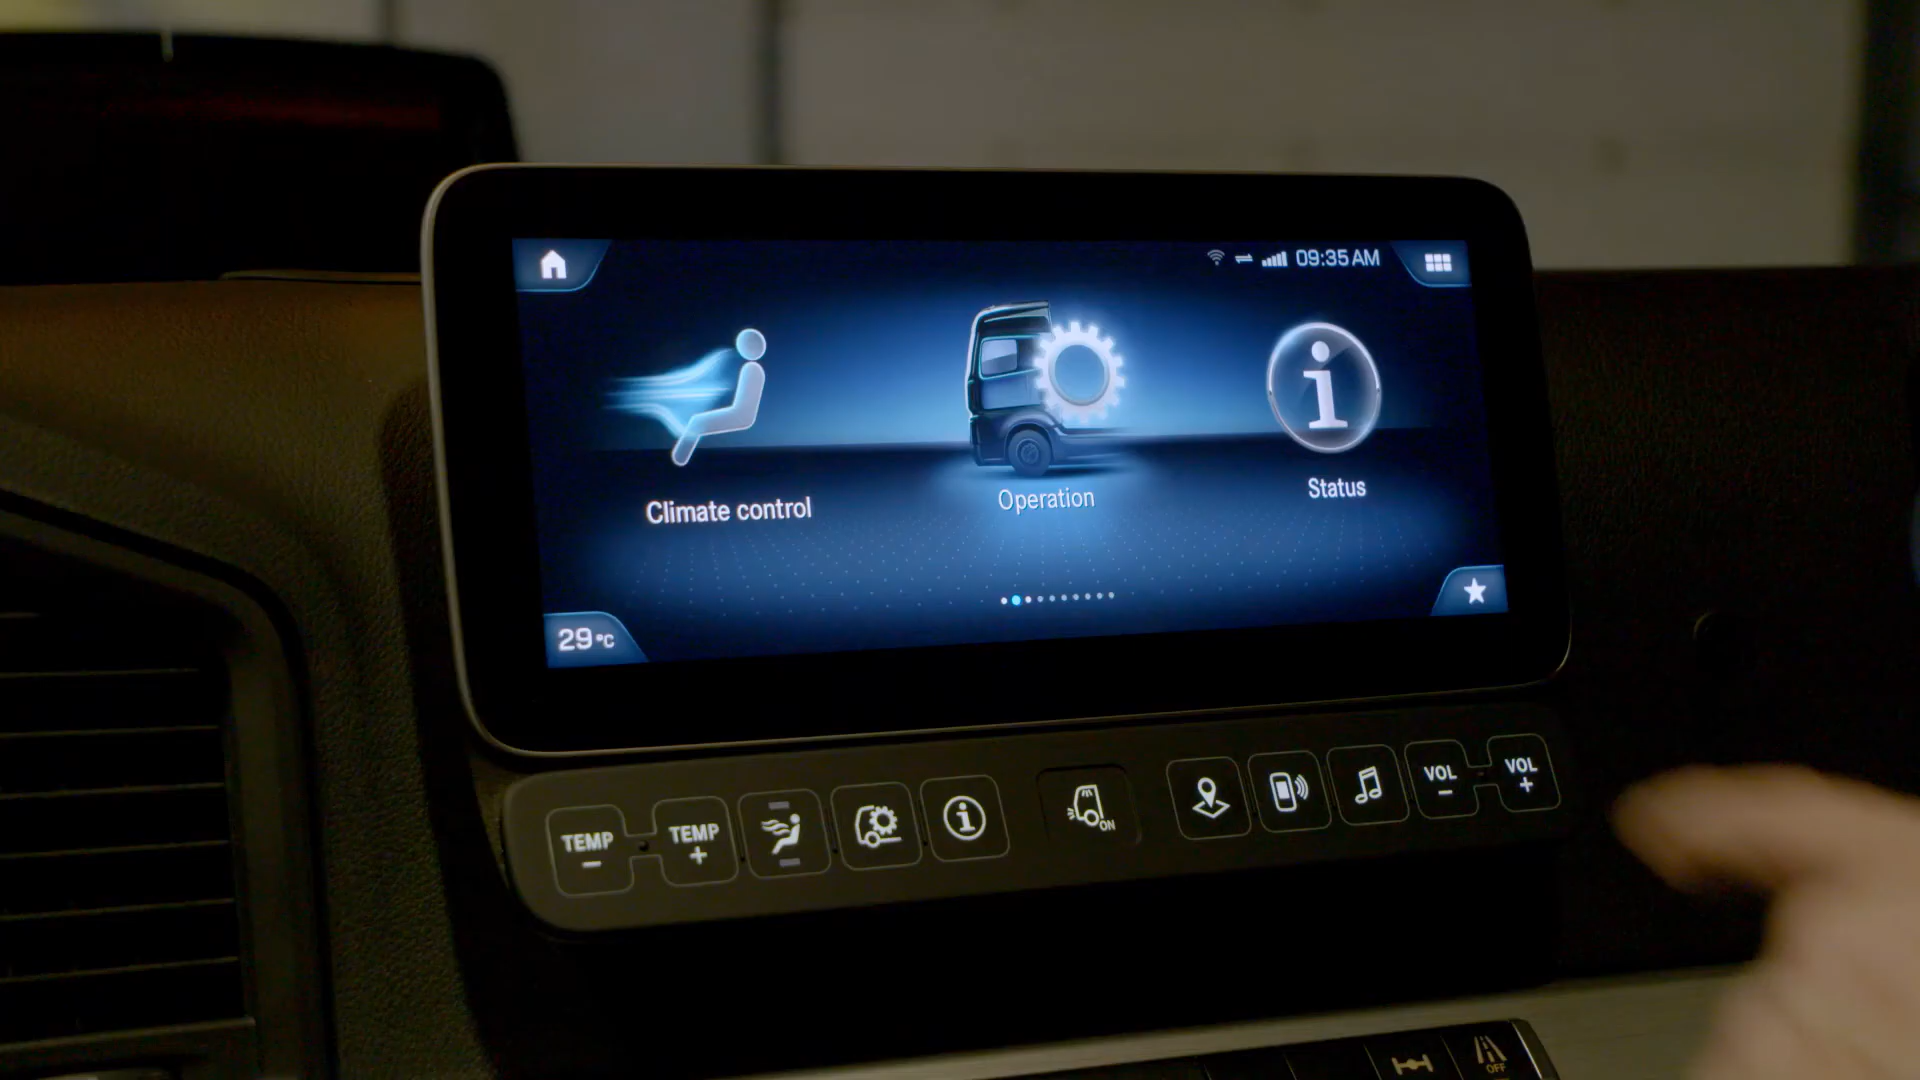 09:35 AM
Climate control
Operation
Status
29°C
TEMP
−
TEMP
+
ON
VOL
−
VOL
+
OFF